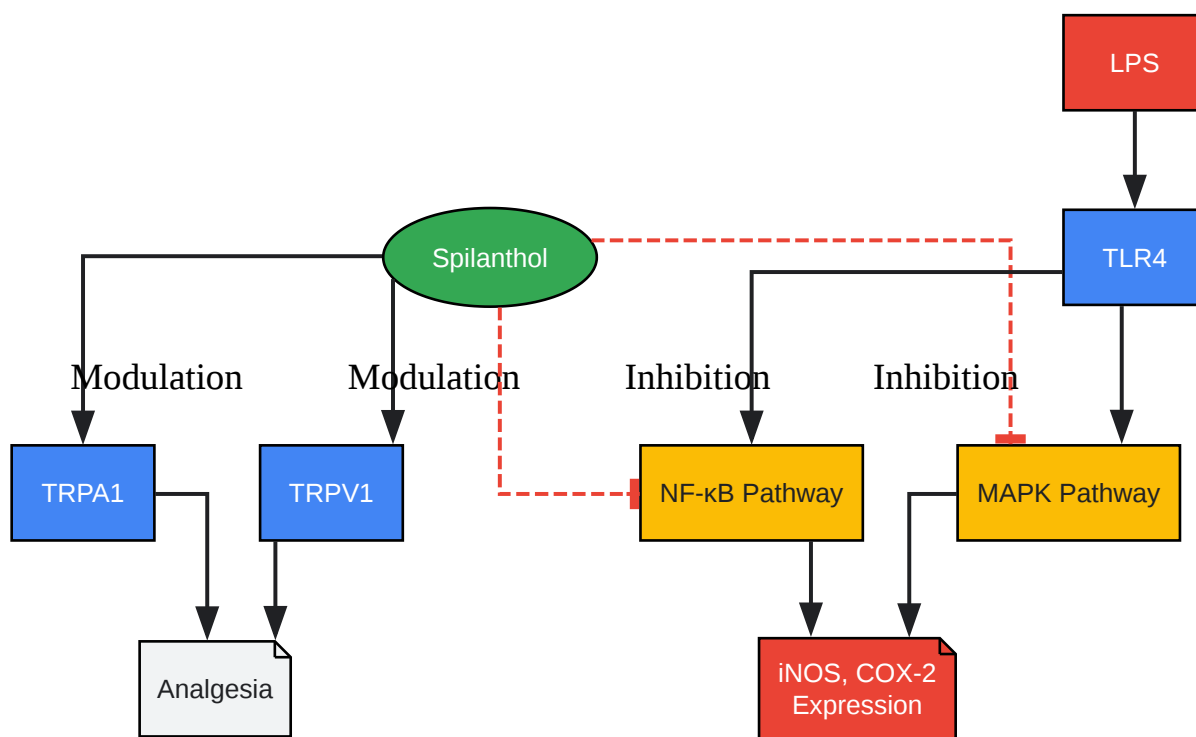 LPS
Spilanthol
TLR4
Modulation
Modulation
Inhibition
Inhibition
TRPA1
TRPV1
NF-κB Pathway
MAPK Pathway
Analgesia
iNOS, COX-2
Expression